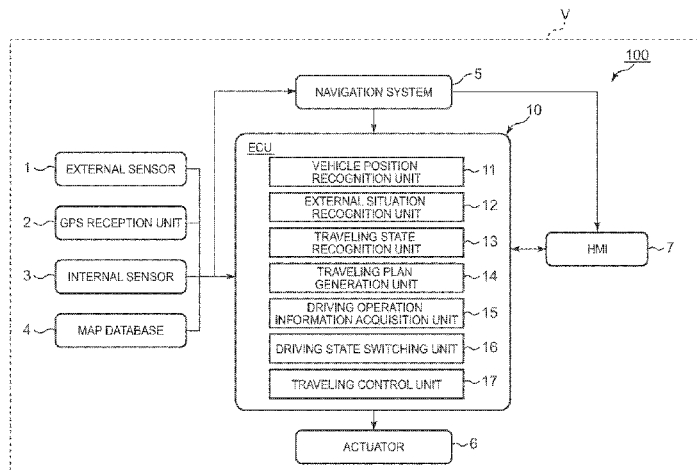 V
100
5
NAVIGATION SYSTEM
10
ECU
1
EXTERNAL SENSOR
2
GPS RECEPTION UNIT
3
INTERNAL SENSOR
4
MAP DATABASE
VEHICLE POSITION
RECOGNITION UNIT
11
EXTERNAL SITUATION
RECOGNITION UNIT
12
TRAVELING STATE
RECOGNITION UNIT
13
TRAVELING PLAN
GENERATION UNIT
14
DRIVING OPERATION
INFORMATION ACQUISITION UNIT
15
DRIVING STATE SWITCHING UNIT
16
TRAVELING CONTROL UNIT
17
HMI
7
ACTUATOR
6